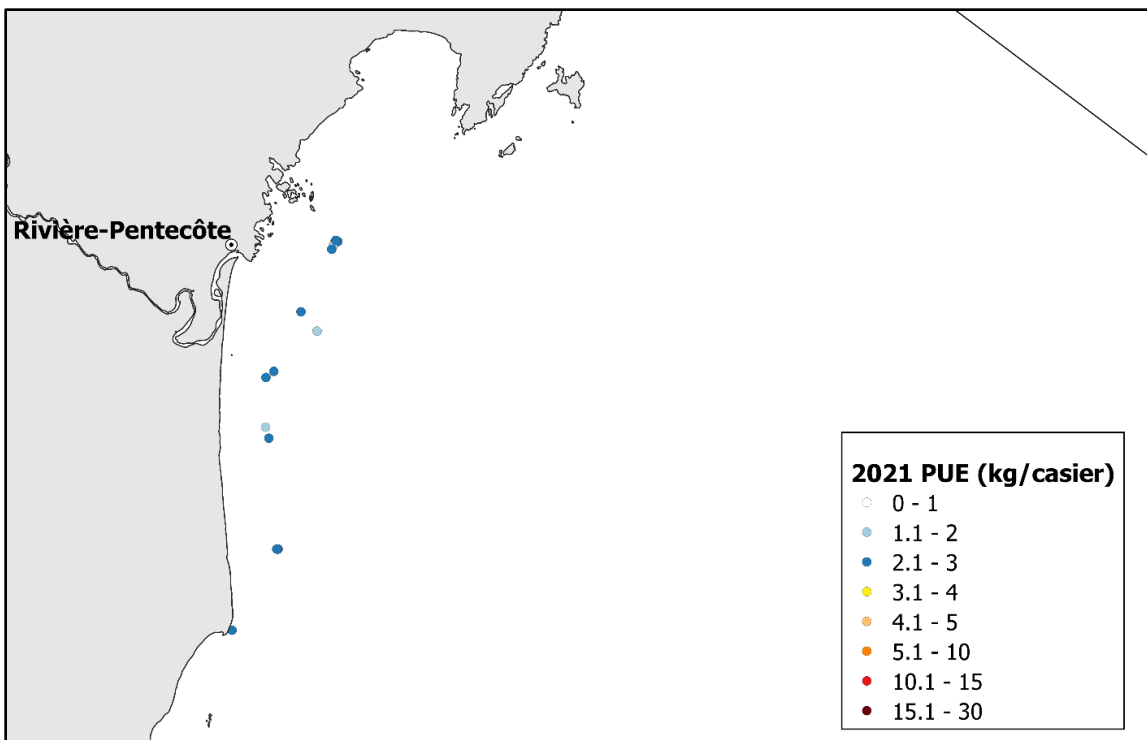 Rivière-Pentecôte
2021 PUE (kg/casier)
0 - 1
1.1 - 2
2.1 - 3
3.1 - 4
4.1 - 5
5.1 - 10
10.1 - 15
15.1 - 30